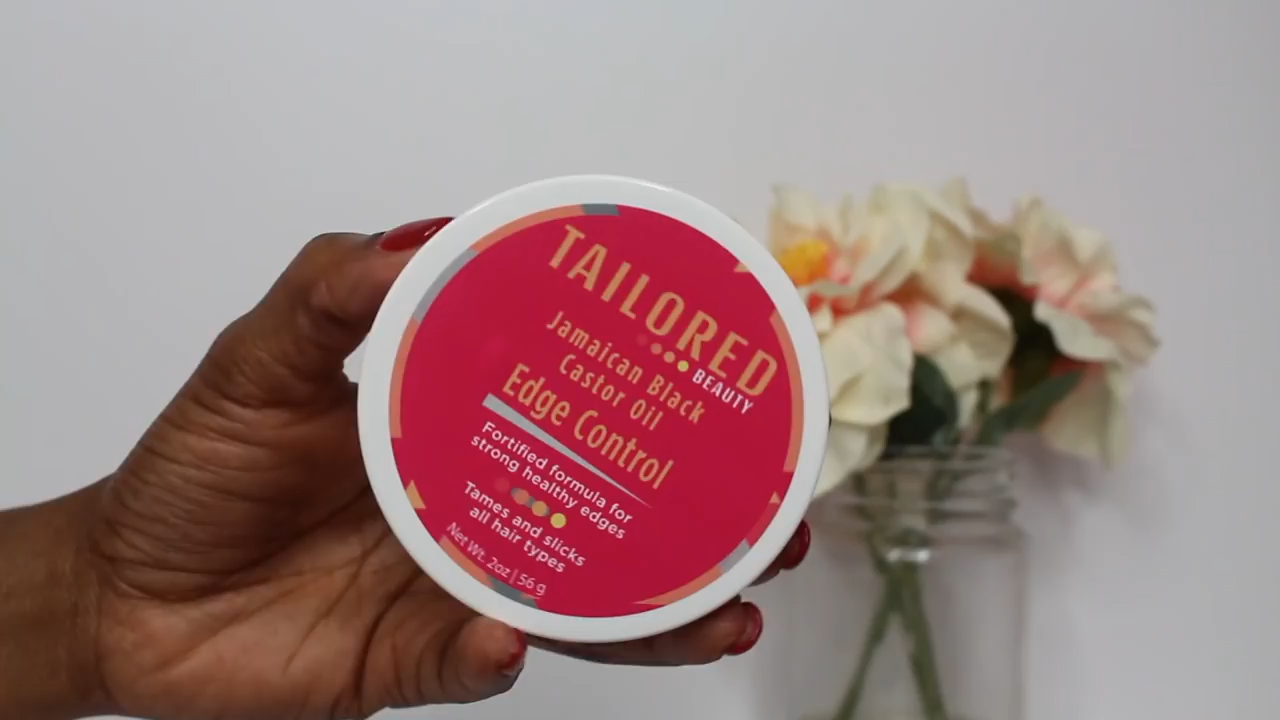 TAILORED
BEAUTY
Jamaican Black
Castor Oil
Edge Control
Fortified formula for
strong healthy edges
Tames and slicks
all hair types
Net Wt. 2oz | 56 g